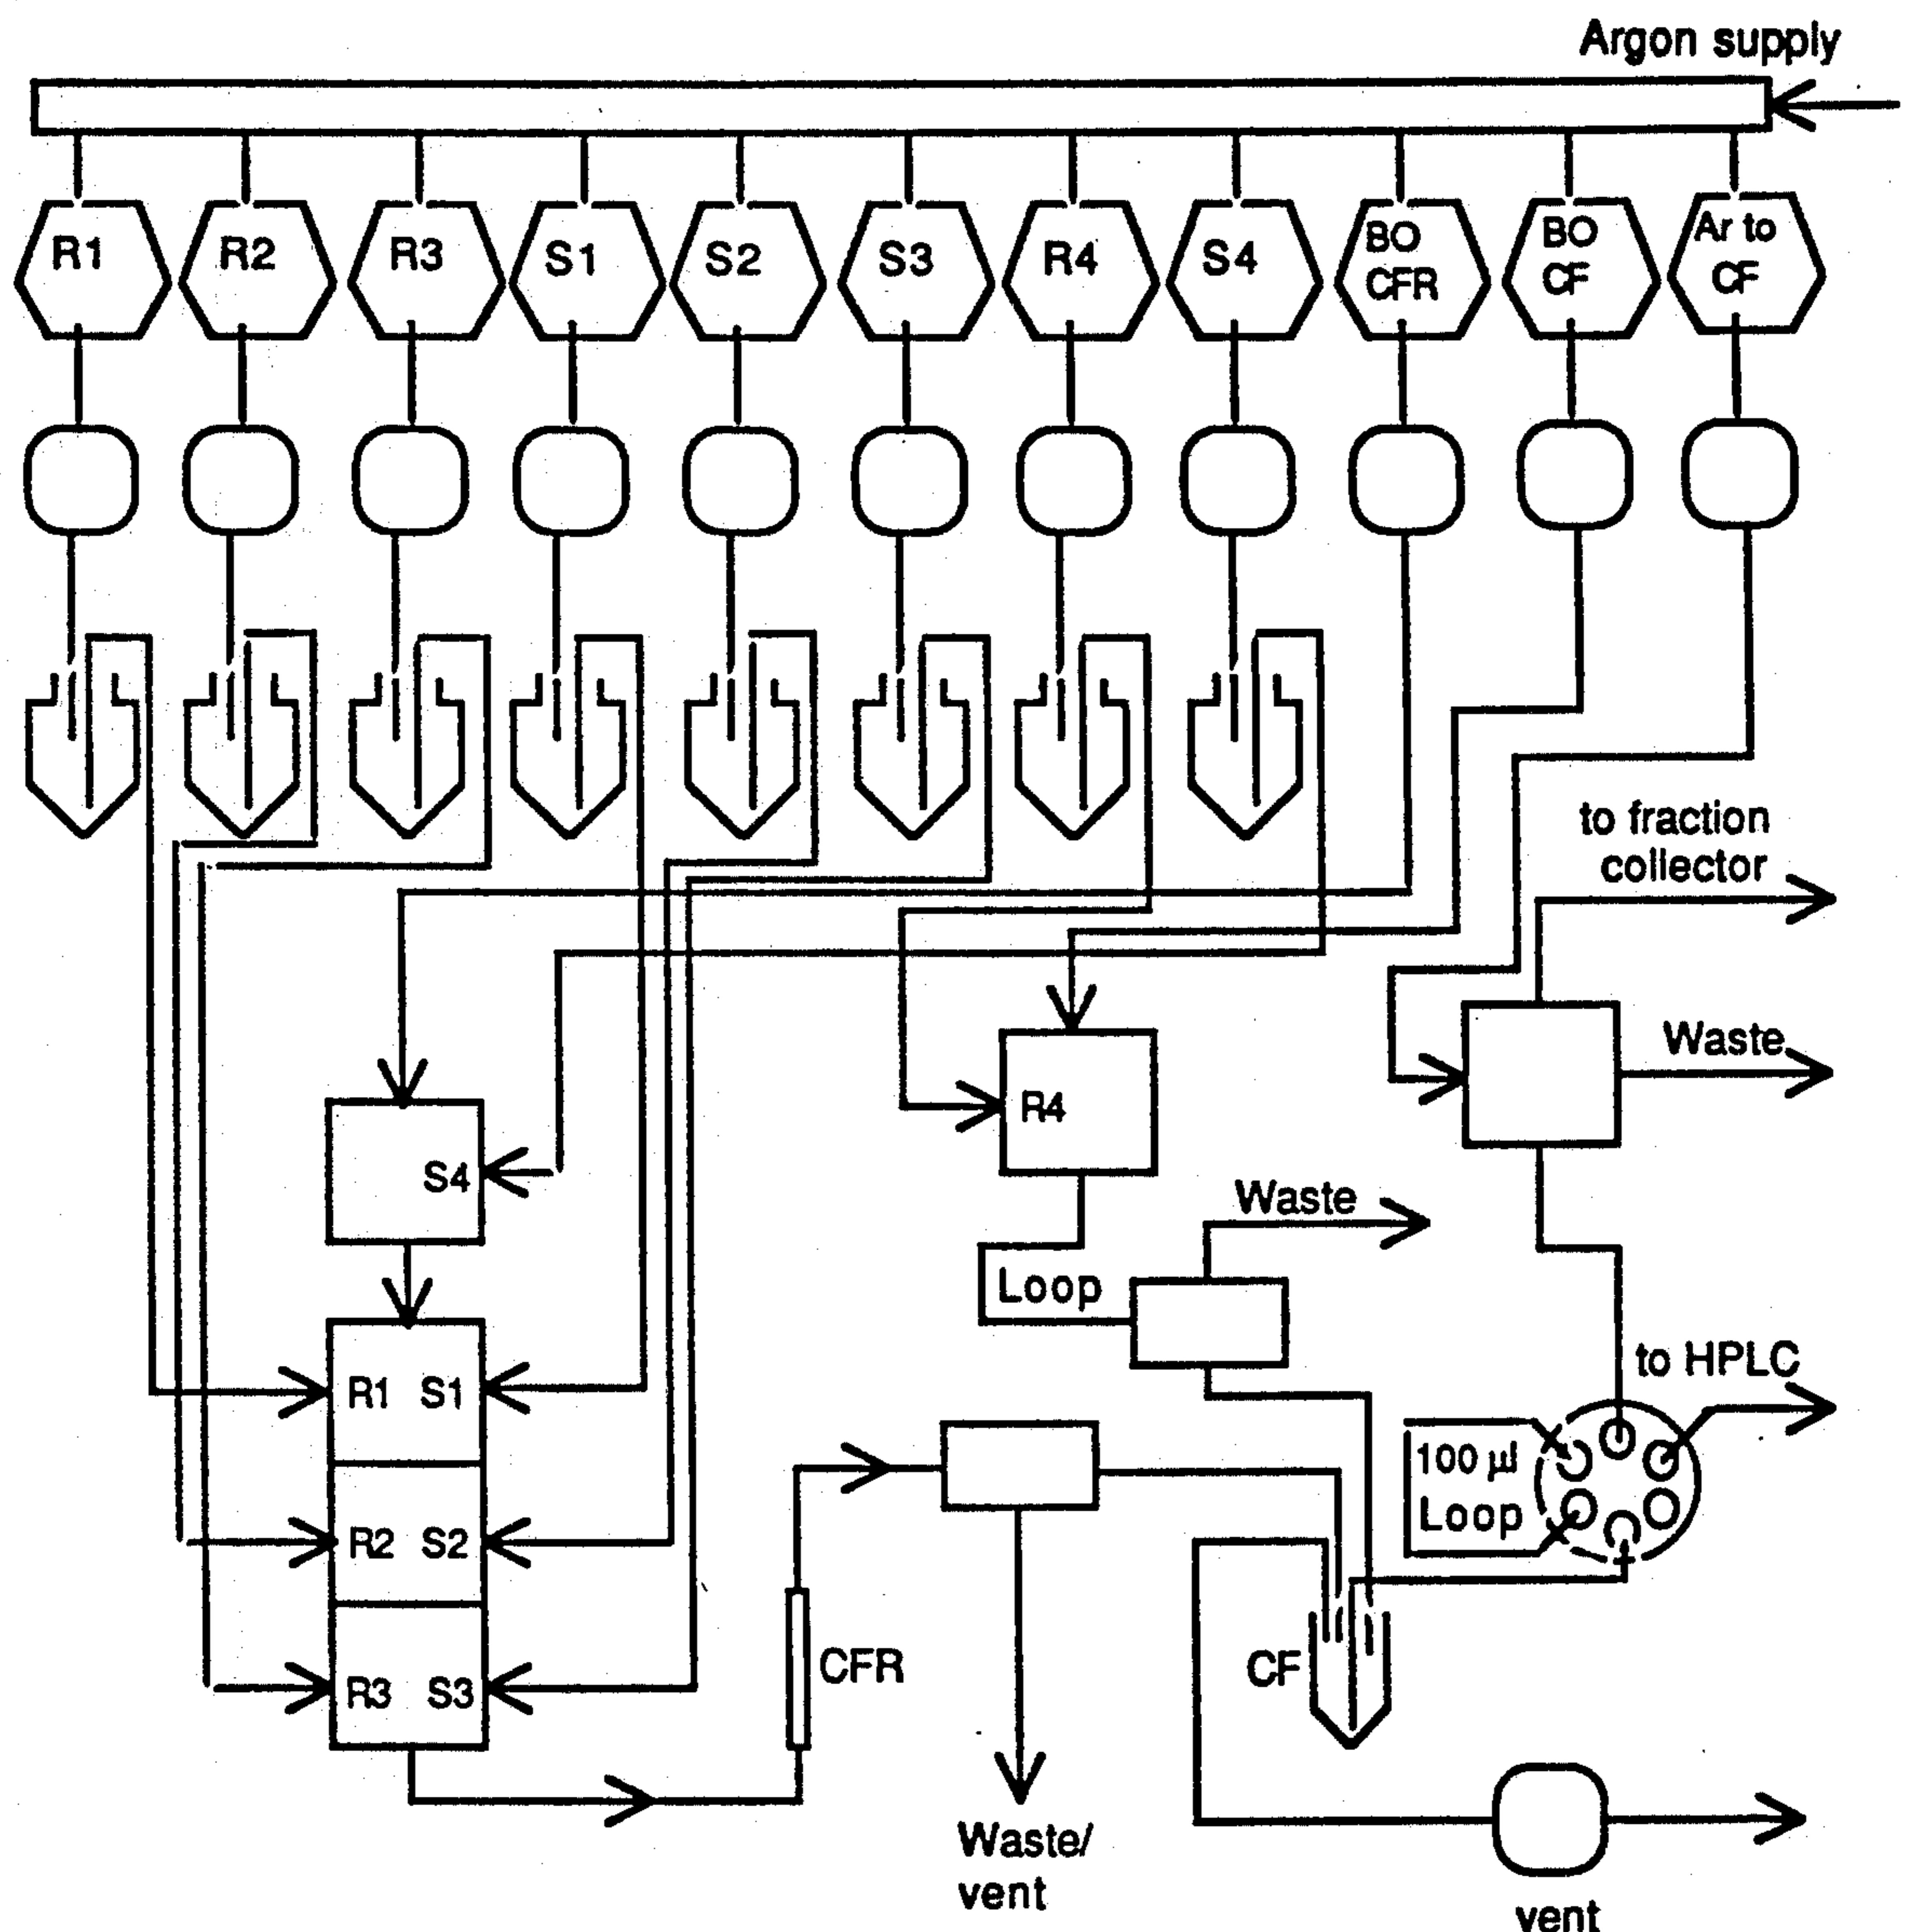 Argon supply
R1
R2
R3
S1
S2
S3
R4
S4
BO
CFR
BO
CF
Ar to
CF
to fraction
collector
Waste
R4
S4
Waste
Loop
to HPLC
R1 S1
100 µl
Loop
R2 S2
CFR
CF
R3 S3
Waste/
vent
vent